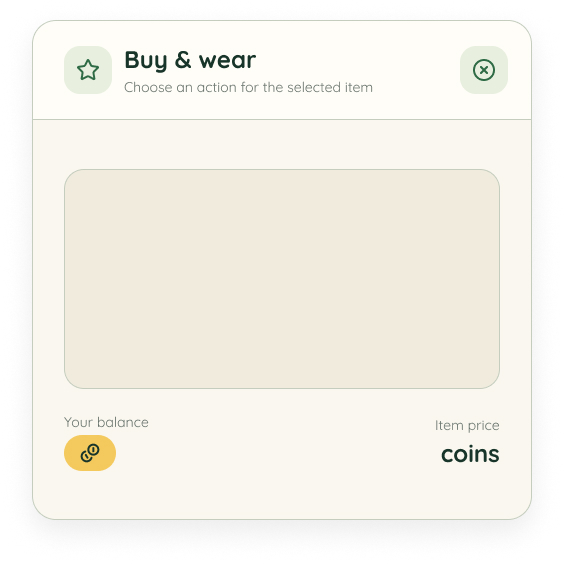 Buy & wear
Choose an action for the selected item
Your balance
Item price
coins